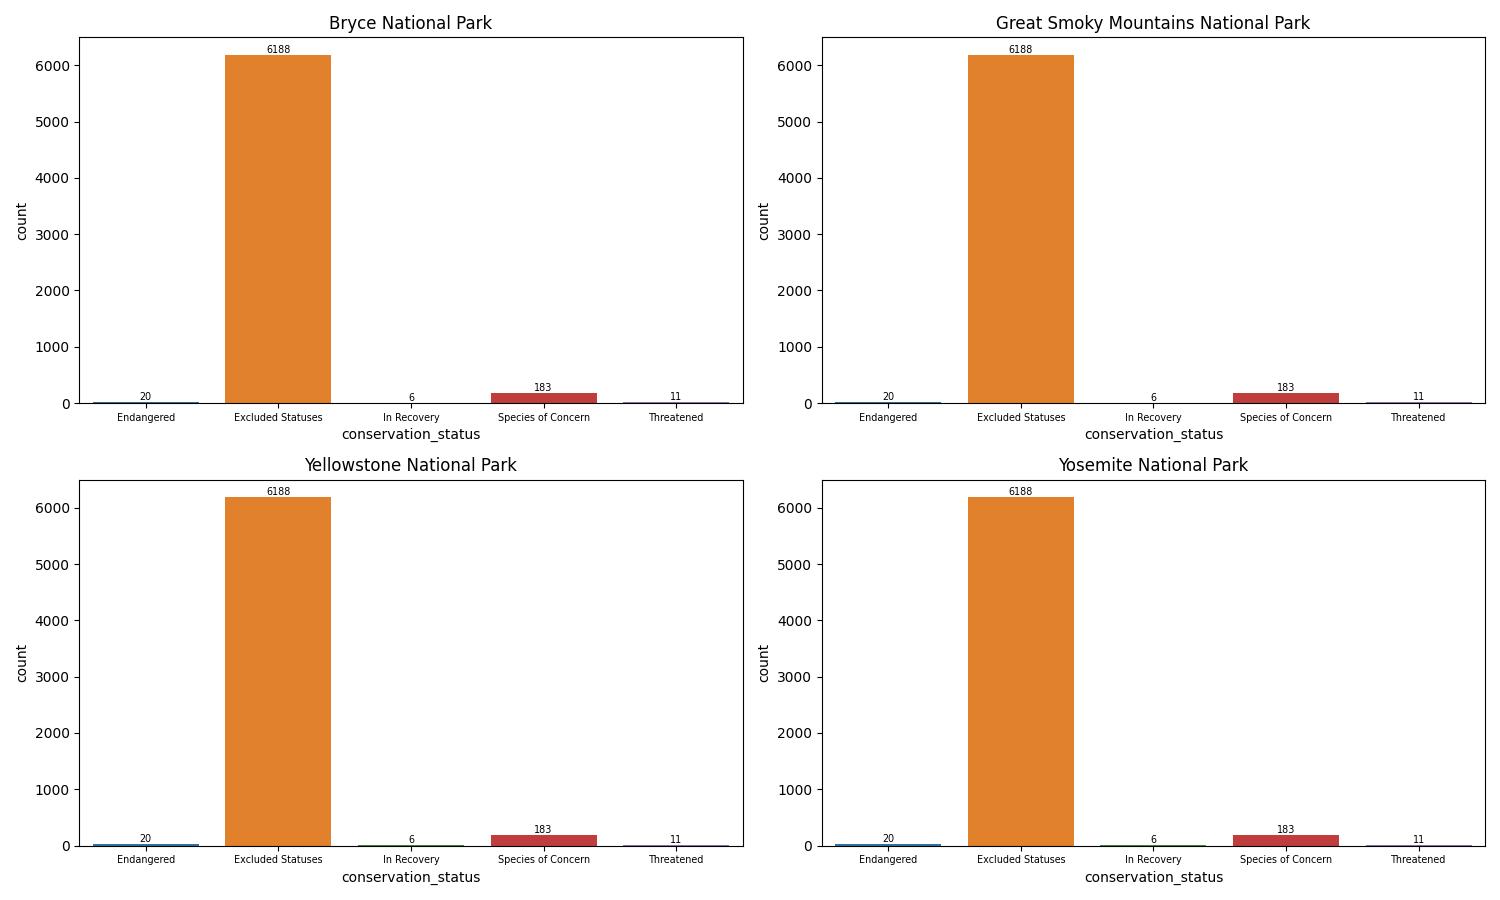 Bryce National Park
6000
5000
4000
3000
2000
1000
0
count
20
6188
6
183
11
Endangered
Excluded Statuses
In Recovery
Species of Concern
Threatened
conservation_status
Great Smoky Mountains National Park
6000
5000
4000
3000
2000
1000
0
count
20
6188
6
183
11
Endangered
Excluded Statuses
In Recovery
Species of Concern
Threatened
conservation_status
Yellowstone National Park
6000
5000
4000
3000
2000
1000
0
count
20
6188
6
183
11
Endangered
Excluded Statuses
In Recovery
Species of Concern
Threatened
conservation_status
Yosemite National Park
6000
5000
4000
3000
2000
1000
0
count
20
6188
6
183
11
Endangered
Excluded Statuses
In Recovery
Species of Concern
Threatened
conservation_status